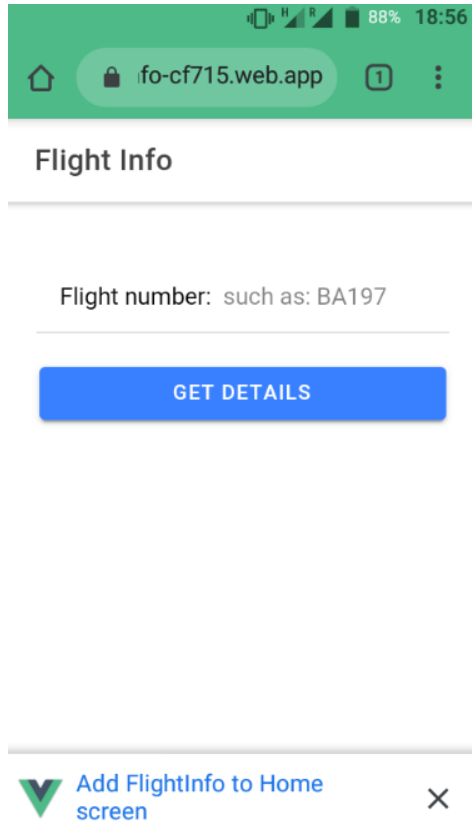 H R 88% 18:56
fo-cf715.web.app 1
Flight Info
Flight number: such as: BA197
GET DETAILS
Add FlightInfo to Home
screen